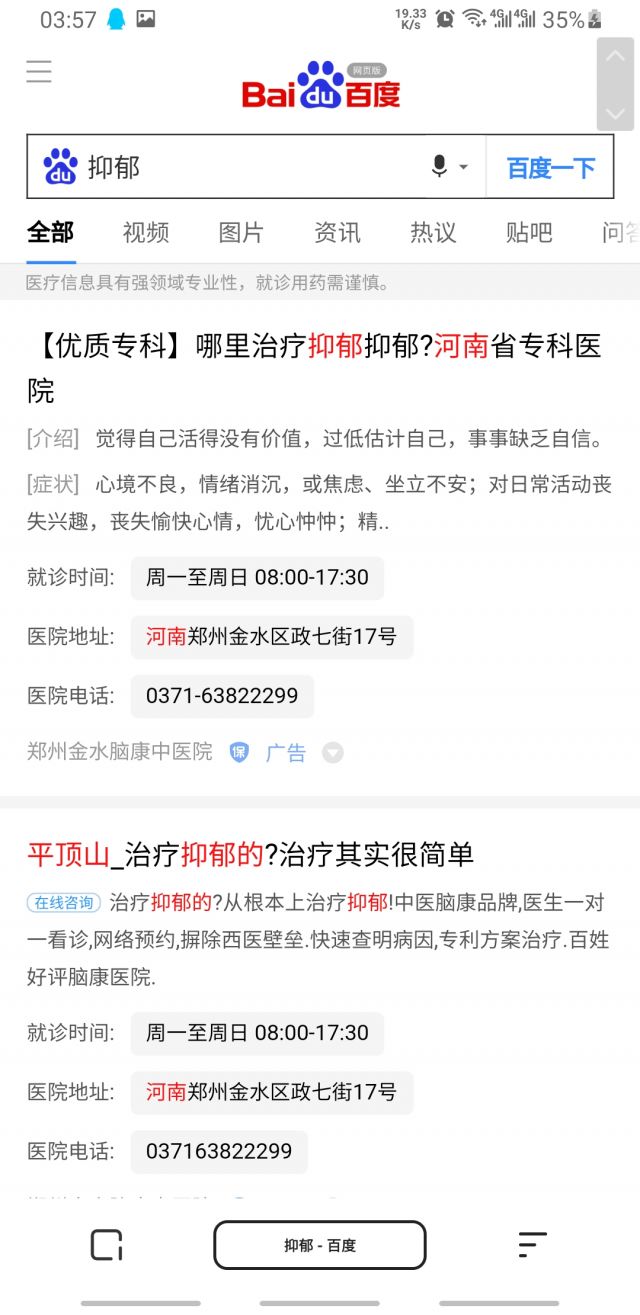 03:57
19.33
K/s
4G 4G 35%
网页版
Bai du 百度
du 抑郁 百度一下
全部 视频 图片 资讯 热议 贴吧 问答
医疗信息具有强领域专业性，就诊用药需谨慎。
【优质专科】哪里治疗抑郁抑郁?河南省专科医
院
[介绍] 觉得自己活得没有价值，过低估计自己，事事缺乏自信。
[症状] 心境不良，情绪消沉，或焦虑、坐立不安；对日常活动丧
失兴趣，丧失愉快心情，忧心忡忡；精..
就诊时间: 周一至周日 08:00-17:30
医院地址: 河南郑州金水区政七街17号
医院电话: 0371-63822299
郑州金水脑康中医院 保 广告
平顶山_治疗抑郁的?治疗其实很简单
在线咨询 治疗抑郁的?从根本上治疗抑郁!中医脑康品牌,医生一对
一看诊,网络预约,摒除西医壁垒.快速查明病因,专利方案治疗.百姓
好评脑康医院.
就诊时间: 周一至周日 08:00-17:30
医院地址: 河南郑州金水区政七街17号
医院电话: 037163822299
抑郁 - 百度